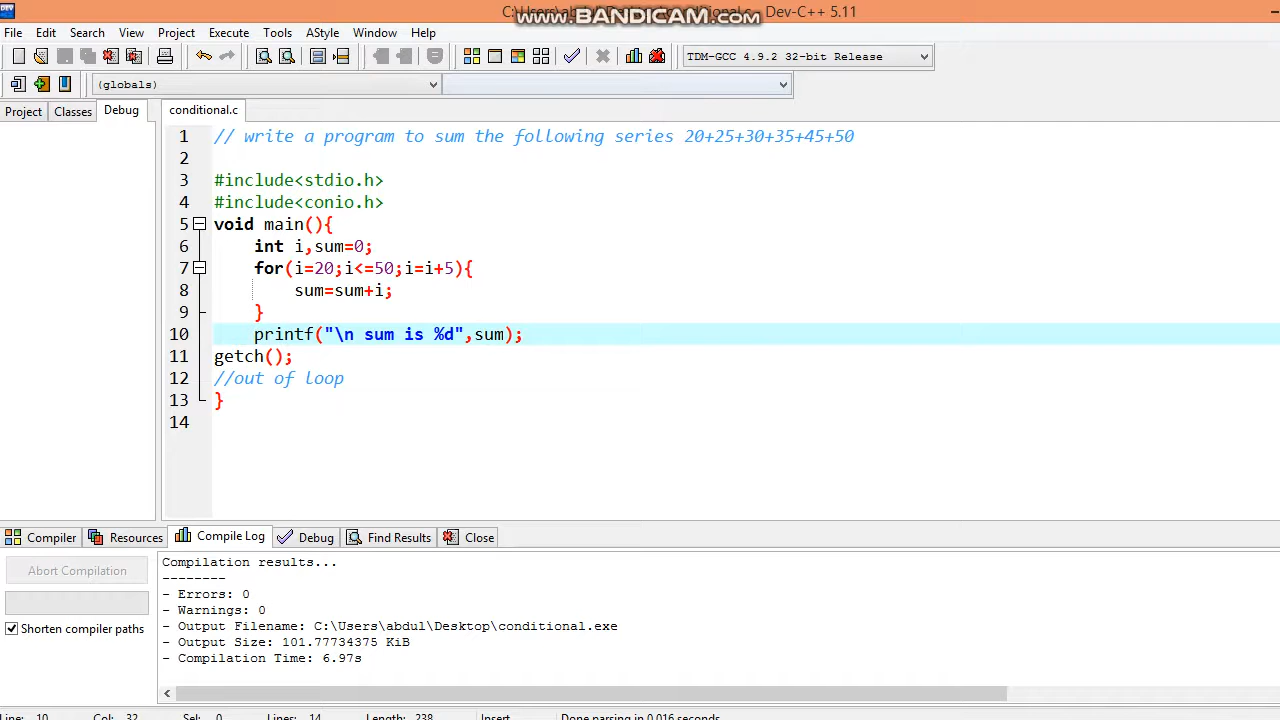 C:\Users\ab Dev-C++ 5.11
www.BANDICAM.com
File Edit Search View Project Execute Tools AStyle Window Help
TDM-GCC 4.9.2 32-bit Release
(globals)
Project Classes Debug conditional.c
1 // write a program to sum the following series 20+25+30+35+45+50
2
3 #include<stdio.h>
4 #include<conio.h>
5 void main(){
6 int i,sum=0;
7 for(i=20;i<=50;i=i+5){
8 sum=sum+i;
9 }
10 printf("\n sum is %d",sum);
11 getch();
12 //out of loop
13 }
14
Compiler Resources Compile Log Debug Find Results Close
Abort Compilation
Shorten compiler paths
Compilation results...
--------
- Errors: 0
- Warnings: 0
- Output Filename: C:\Users\abdul\Desktop\conditional.exe
- Output Size: 101.77734375 KiB
- Compilation Time: 6.97s
Line: 10 Col: 32 Sel: 0 Lines: 14 Length: 238 Insert Done parsing in 0.016 seconds